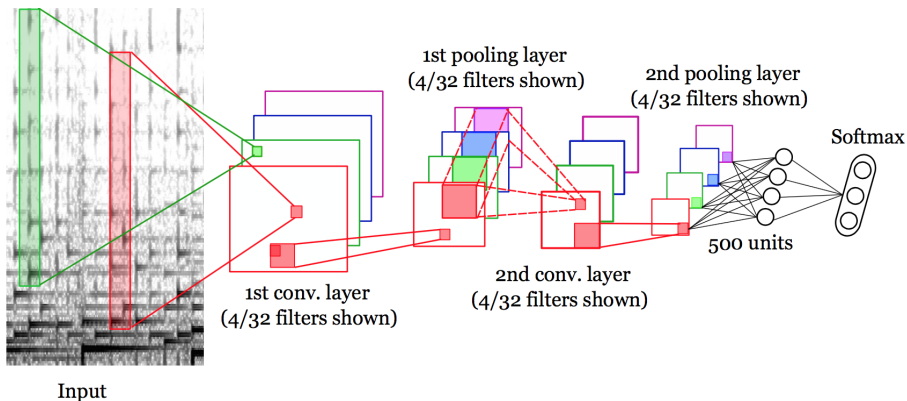 1st pooling layer
(4/32 filters shown)
2nd pooling layer
(4/32 filters shown)
Softmax
500 units
1st conv. layer
(4/32 filters shown)
2nd conv. layer
(4/32 filters shown)
Input